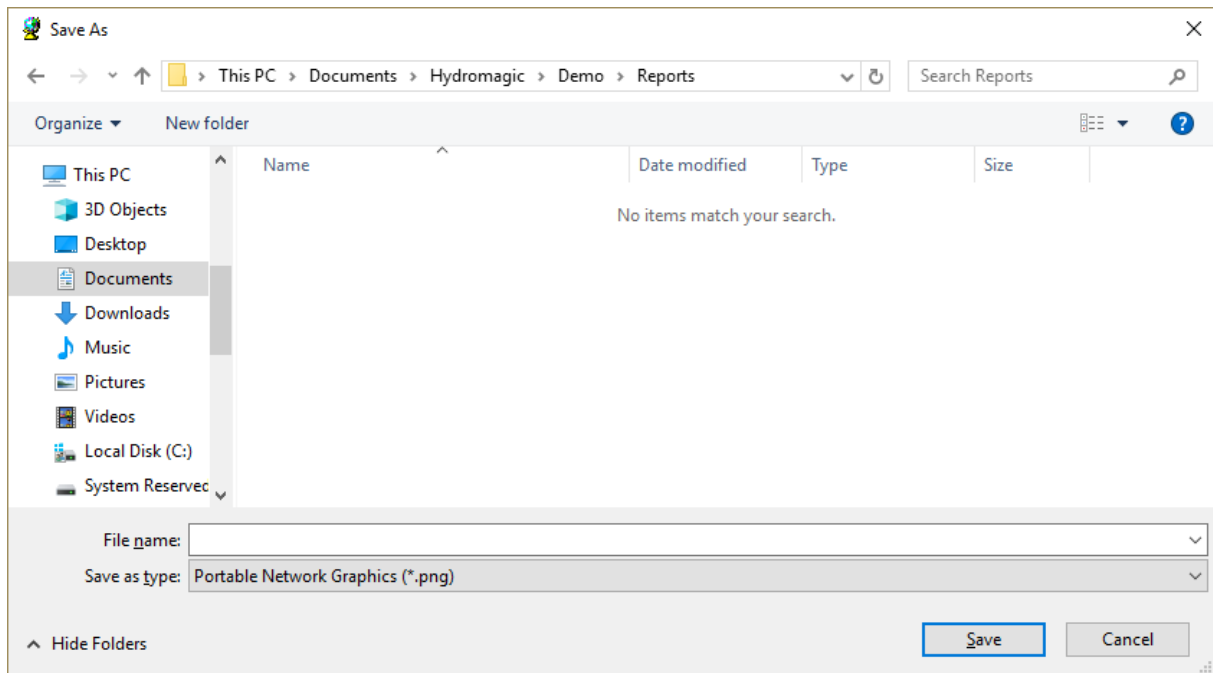 Save As
This PC > Documents > Hydromagic > Demo > Reports
Search Reports
Organize
New folder
Name
Date modified
Type
Size
No items match your search.
This PC
3D Objects
Desktop
Documents
Downloads
Music
Pictures
Videos
Local Disk (C:)
System Reserved
File name:
Save as type: Portable Network Graphics (*.png)
Hide Folders
Save
Cancel